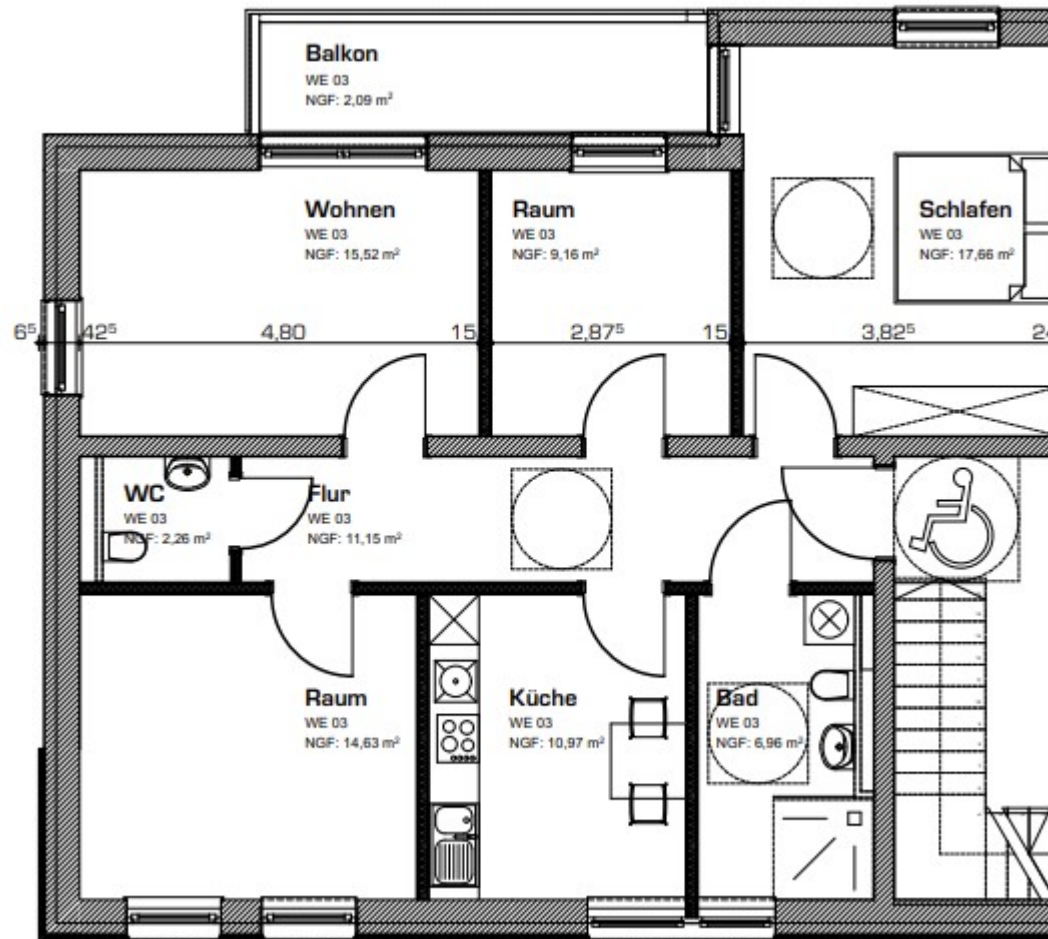 Balkon
WE 03
NGF: 2,09 m²
Wohnen
WE 03
NGF: 15,52 m²
Raum
WE 03
NGF: 9,16 m²
Schlafen
WE 03
NGF: 17,66 m²
6⁵ 42⁵ 4,80 15 2,87⁵ 15 3,82⁵ 24
WC
WE 03
NGF: 2,26 m²
Flur
WE 03
NGF: 11,15 m²
Raum
WE 03
NGF: 14,63 m²
Küche
WE 03
NGF: 10,97 m²
Bad
WE 03
NGF: 6,96 m²